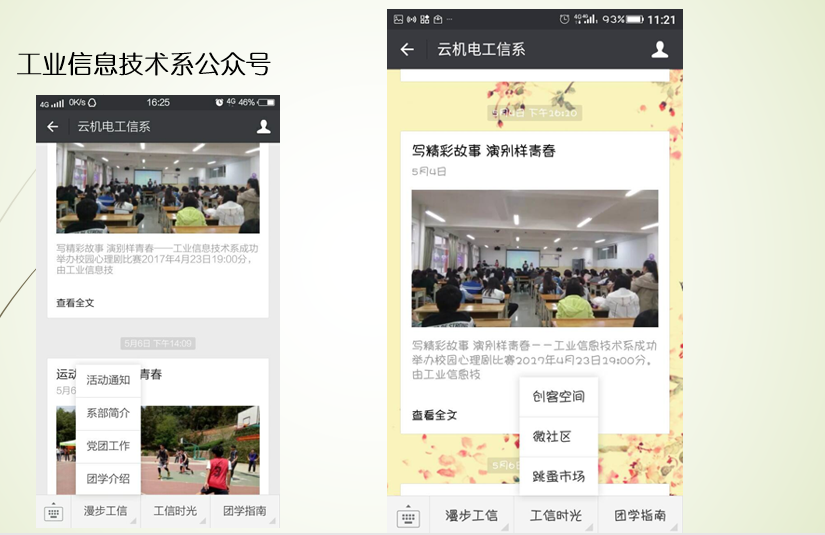 工业信息技术系公众号
4G 0K/s 16:25 4G 46%
云机电工信系
写精彩故事 演别样青春——工业信息技术系成功
举办校园心理剧比赛2017年4月23日19:00分，
由工业信息技
查看全文
5月6日 下午14:09
运动 青春
5月6
活动通知
系部简介
党团工作
团学介绍
漫步工信 工信时光 团学指南
4G 93% 11:21
云机电工信系
写精彩故事 演别样青春
5月4日
写精彩故事 演别样青春——工业信息技术系成功
举办校园心理剧比赛2017年4月23日19:00分。
由工业信息技
查看全文
5月6日
创客空间
微社区
跳蚤市场
漫步工信 工信时光 团学指南